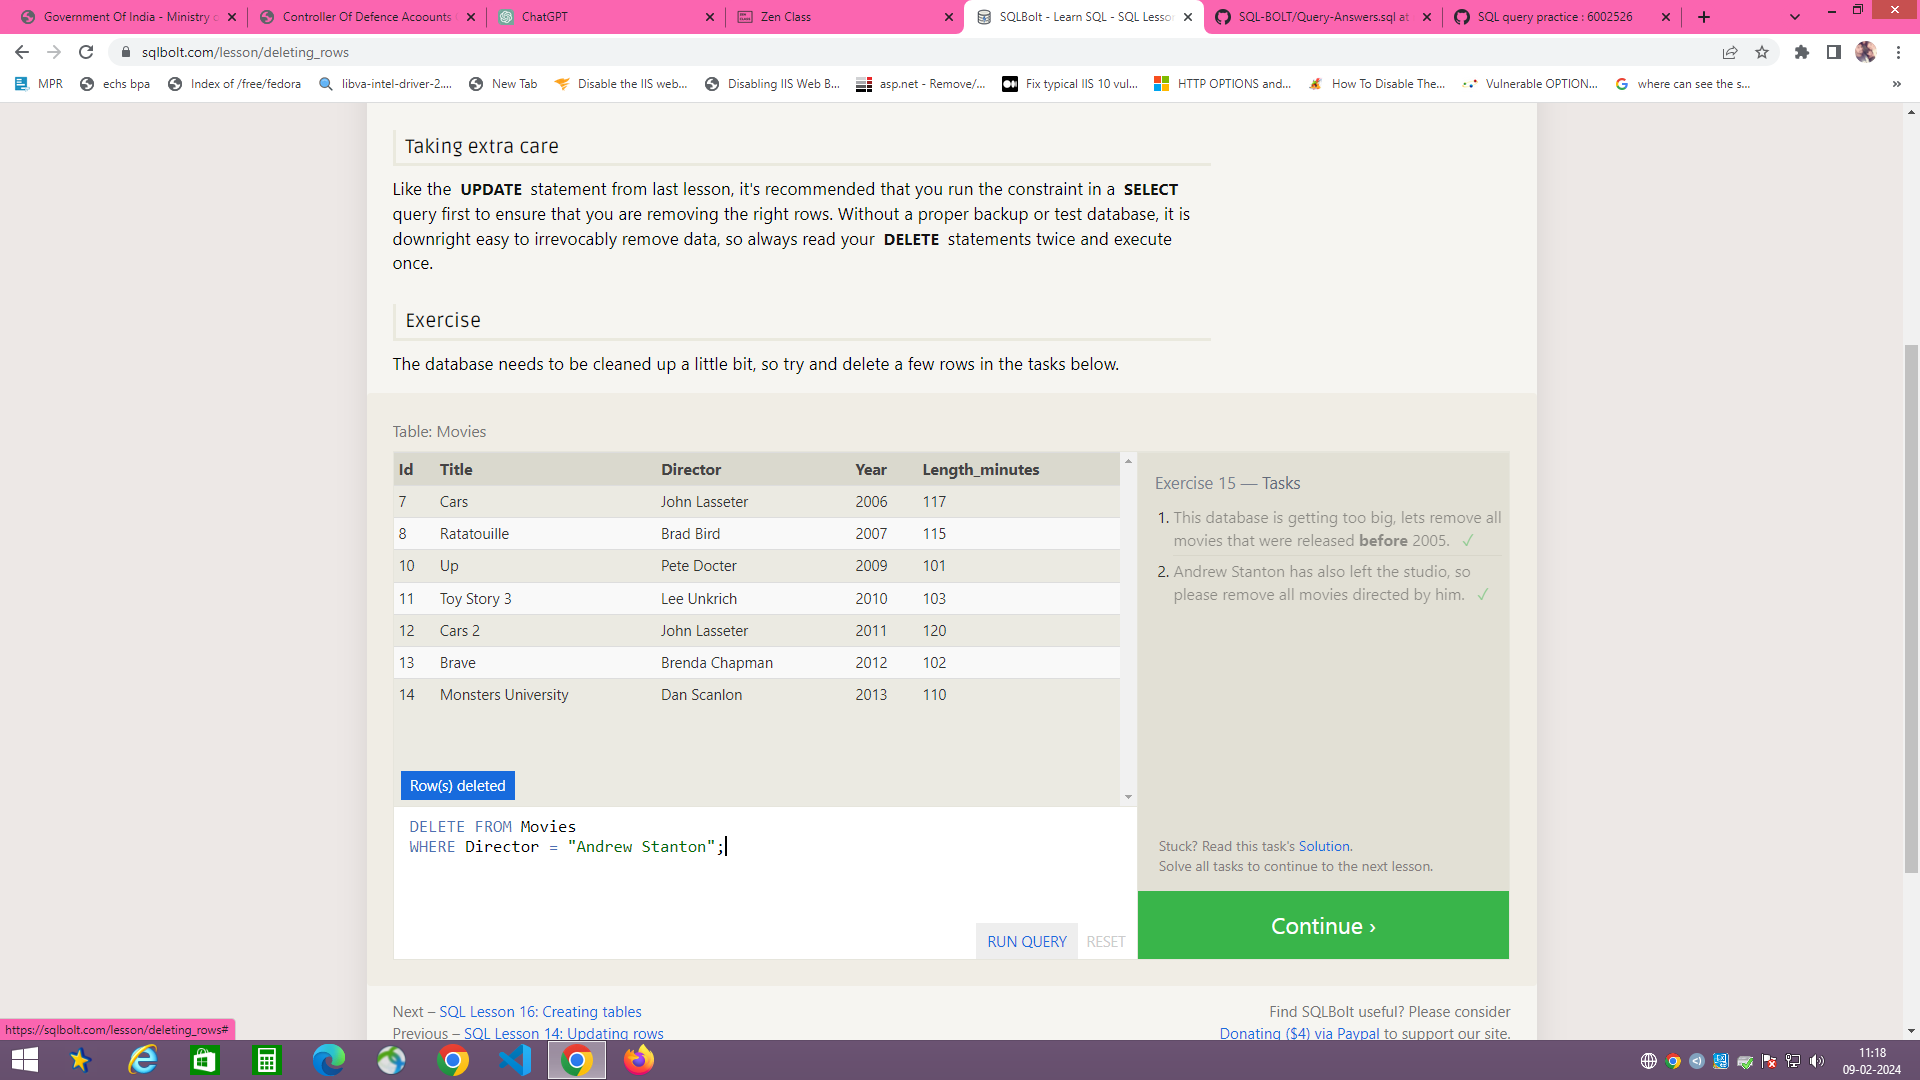 Government Of India - Ministry
Controller Of Defence Acoounts
ChatGPT
Zen Class
SQLBolt - Learn SQL - SQL Lesson
SQL-BOLT/Query-Answers.sql at
SQL query practice : 6002526
sqlbolt.com/lesson/deleting_rows
MPR
echs bpa
Index of /free/fedora
libva-intel-driver-2....
New Tab
Disable the IIS web...
Disabling IIS Web B...
asp.net - Remove/...
Fix typical IIS 10 vul...
HTTP OPTIONS and...
How To Disable The...
Vulnerable OPTION...
where can see the s...
»
Taking extra care
Like the UPDATE statement from last lesson, it's recommended that you run the constraint in a SELECT
query first to ensure that you are removing the right rows. Without a proper backup or test database, it is
downright easy to irrevocably remove data, so always read your DELETE statements twice and execute
once.
Exercise
The database needs to be cleaned up a little bit, so try and delete a few rows in the tasks below.
Table: Movies
Id Title Director Year Length_minutes
7 Cars John Lasseter 2006 117
8 Ratatouille Brad Bird 2007 115
10 Up Pete Docter 2009 101
11 Toy Story 3 Lee Unkrich 2010 103
12 Cars 2 John Lasseter 2011 120
13 Brave Brenda Chapman 2012 102
14 Monsters University Dan Scanlon 2013 110
Row(s) deleted
DELETE FROM Movies
WHERE Director = "Andrew Stanton";
RUN QUERY RESET
Exercise 15 — Tasks
1. This database is getting too big, lets remove all
movies that were released before 2005. ✓
2. Andrew Stanton has also left the studio, so
please remove all movies directed by him. ✓
Stuck? Read this task's Solution.
Solve all tasks to continue to the next lesson.
Continue ›
Next – SQL Lesson 16: Creating tables
Previous – SQL Lesson 14: Updating rows
Find SQLBolt useful? Please consider
Donating ($4) via Paypal to support our site.
https://sqlbolt.com/lesson/deleting_rows#
11:18
09-02-2024